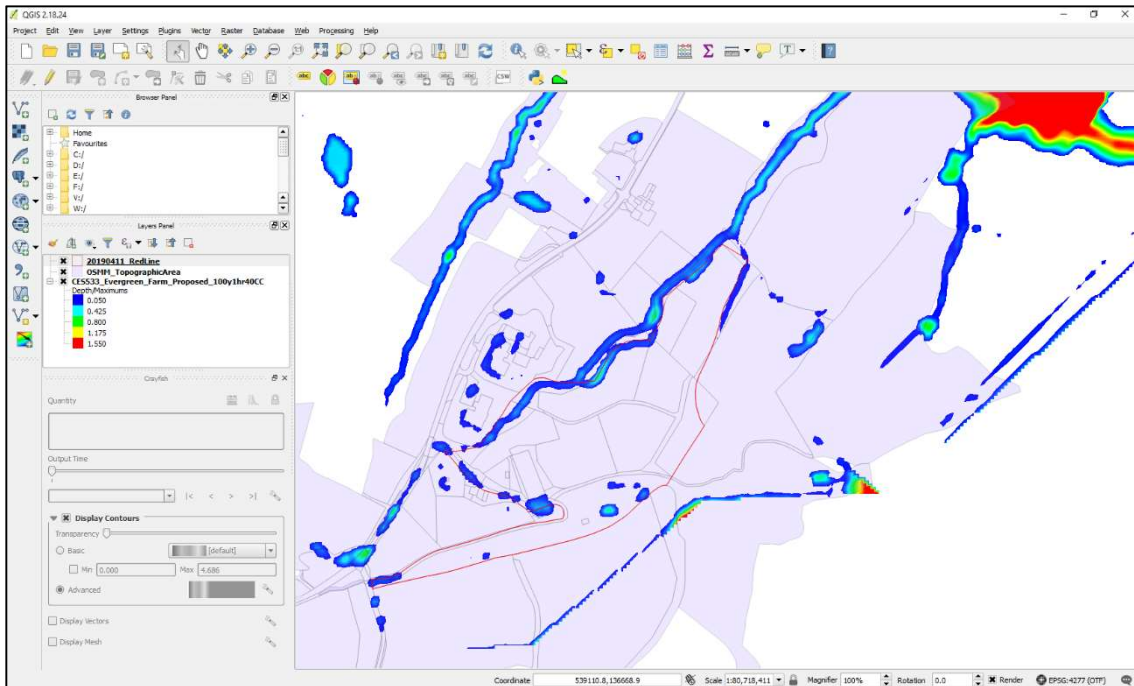 QGIS 2.18.24
Project Edit View Layer Settings Plugins Vector Raster Database Web Processing Help
CSW
Browser Panel
Home
Favourites
C:/
D:/
E:/
F:/
V:/
W:/
Layers Panel
20190411_RedLine
OSMM_TopographicArea
CES533_Evergreen_Farm_Proposed_100y1hr40CC
Depth/Maximums
0.050
0.425
0.800
1.175
1.550
Crayfish
Quantity
Output Time
|< < > >|
Display Contours
Transparency
Basic [default]
Min 0.000 Max 4.686
Advanced
Display Vectors
Display Mesh
Coordinate 539110.8,136668.9 Scale 1:80,718,411 Magnifier 100% Rotation 0.0 Render EPSG:4277 (OTF)